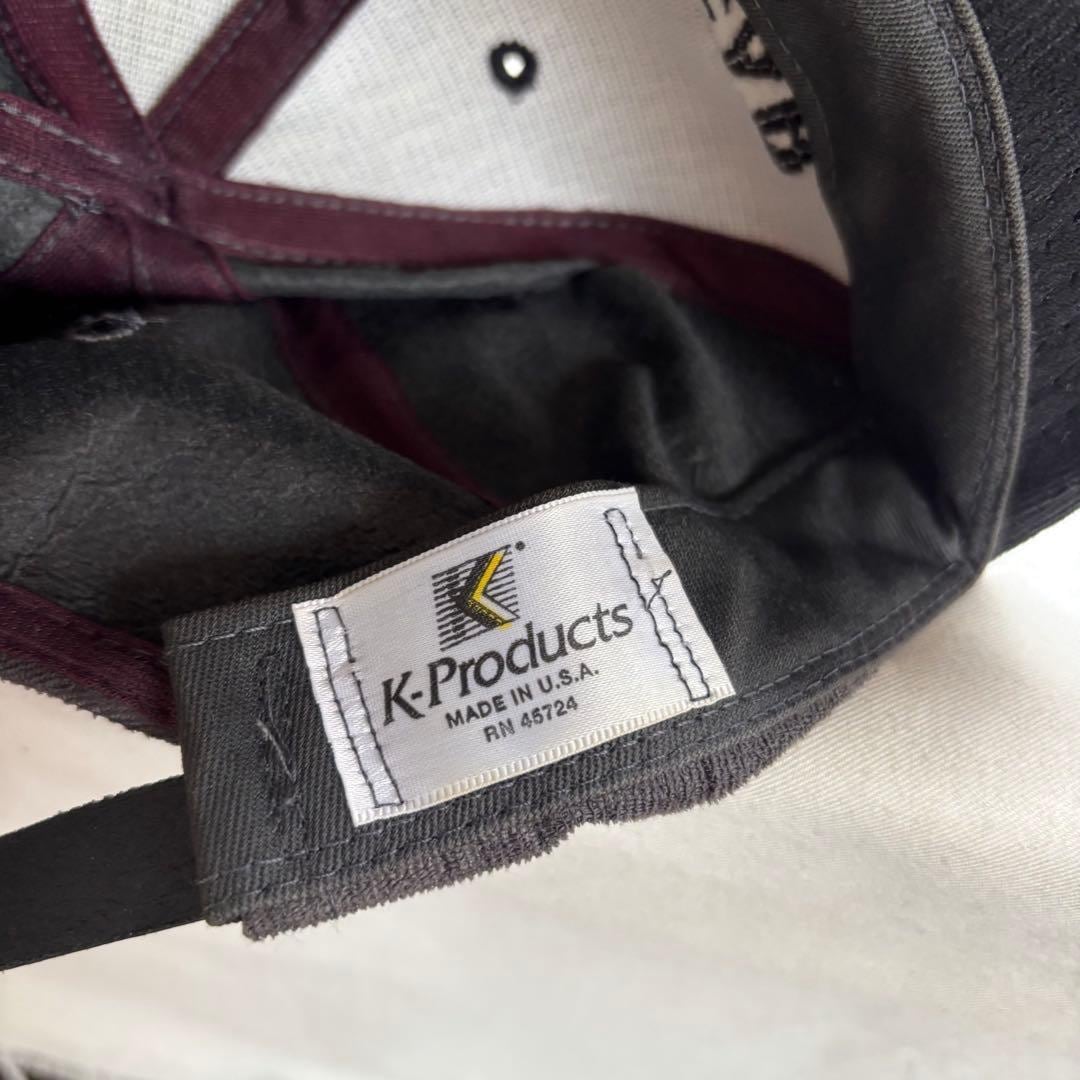 K-Products
MADE IN U.S.A.
RN 45724